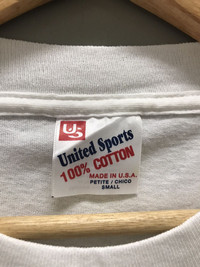 US
United Sports
100% COTTON
MADE IN U.S.A.
PETITE / CHICO
SMALL